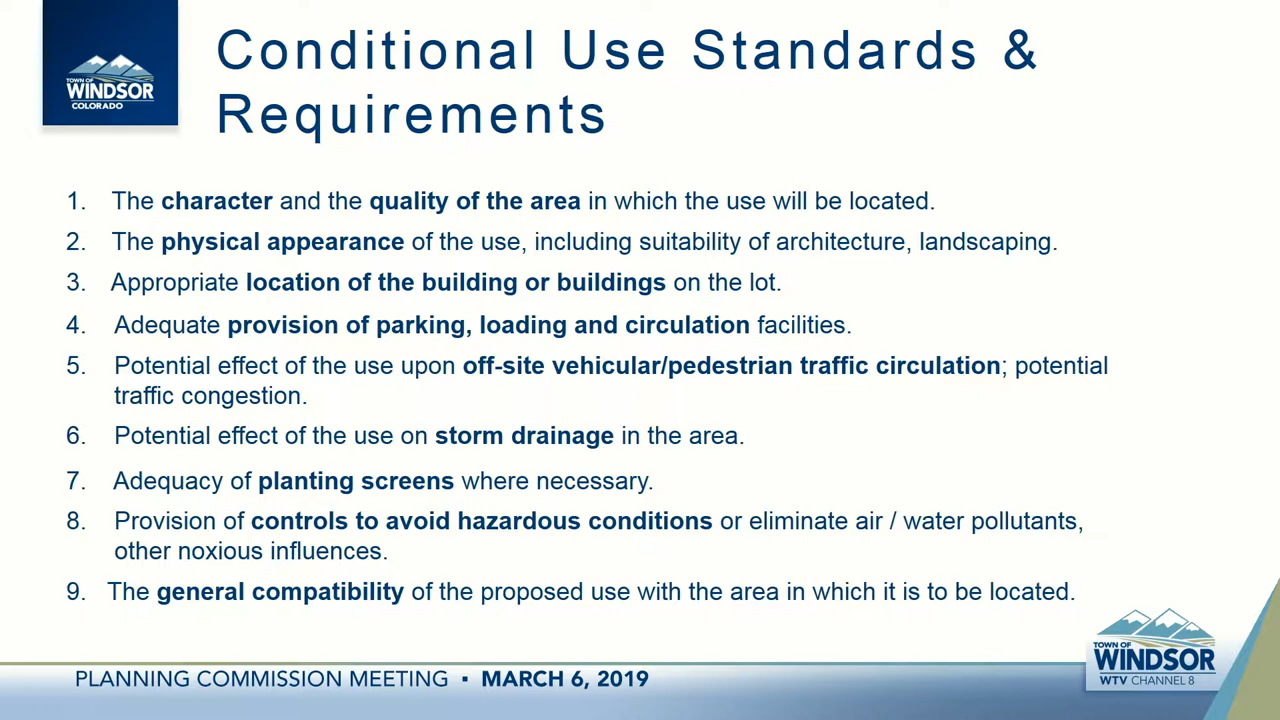 TOWN OF
WINDSOR
COLORADO
Conditional Use Standards &
Requirements
1. The character and the quality of the area in which the use will be located.
2. The physical appearance of the use, including suitability of architecture, landscaping.
3. Appropriate location of the building or buildings on the lot.
4. Adequate provision of parking, loading and circulation facilities.
5. Potential effect of the use upon off-site vehicular/pedestrian traffic circulation; potential
traffic congestion.
6. Potential effect of the use on storm drainage in the area.
7. Adequacy of planting screens where necessary.
8. Provision of controls to avoid hazardous conditions or eliminate air / water pollutants,
other noxious influences.
9. The general compatibility of the proposed use with the area in which it is to be located.
PLANNING COMMISSION MEETING ▪ MARCH 6, 2019
TOWN OF
WINDSOR
WTV CHANNEL 8